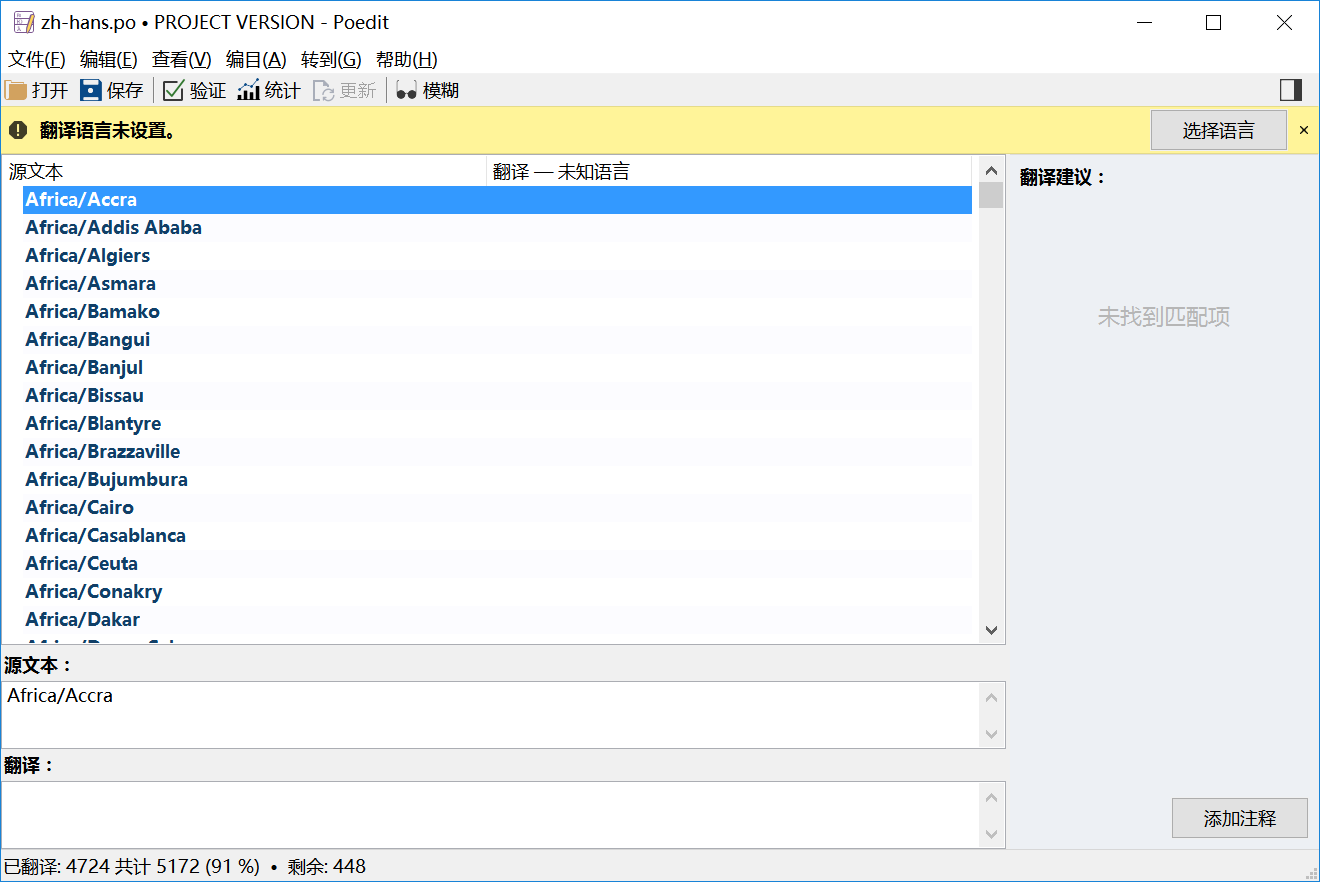 zh-hans.po • PROJECT VERSION - Poedit
文件(F) 编辑(E) 查看(V) 编目(A) 转到(G) 帮助(H)
打开 保存 验证 统计 更新 模糊
翻译语言未设置。 选择语言 ×
源文本 翻译 — 未知语言
翻译建议：
Africa/Accra
Africa/Addis Ababa
Africa/Algiers
Africa/Asmara
Africa/Bamako
未找到匹配项
Africa/Bangui
Africa/Banjul
Africa/Bissau
Africa/Blantyre
Africa/Brazzaville
Africa/Bujumbura
Africa/Cairo
Africa/Casablanca
Africa/Ceuta
Africa/Conakry
Africa/Dakar
源文本：
Africa/Accra
翻译：
添加注释
已翻译: 4724 共计 5172 (91 %) • 剩余: 448